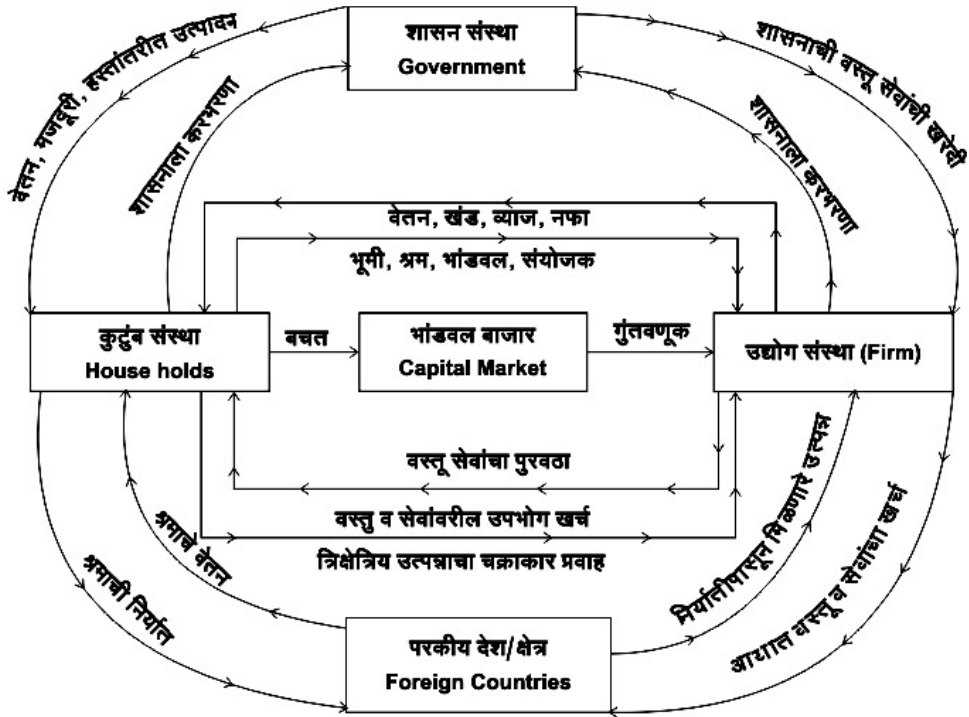 शासन संस्था
Government
वेतन, मजदूरी, हस्तांतरीत उत्पादन
शासनाला करभरणा
शासनाची वस्तू सेवांची खरेदी
शासनाला करभरणा
वेतन, खंड, व्याज, नफा
भूमी, श्रम, भांडवल, संयोजक
कुटुंब संस्था
House holds
बचत
भांडवल बाजार
Capital Market
गुंतवणूक
उद्योग संस्था (Firm)
वस्तू सेवांचा पुरवठा
वस्तु व सेवांवरील उपभोग खर्च
त्रिक्षेत्रिय उत्पन्नाचा चक्राकार प्रवाह
श्रमाचे वेतन
श्रमाची निर्यात
निर्यातीपासून मिळणारे उत्पन्न
आयात वस्तू व सेवांचा खर्च
परकीय देश/क्षेत्र
Foreign Countries